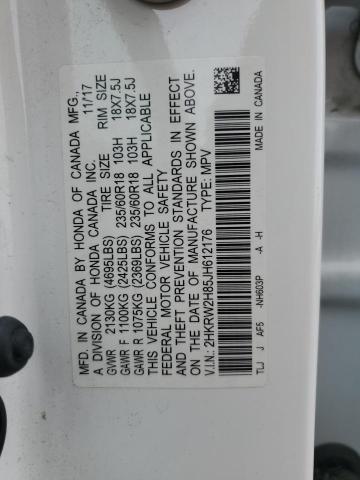 MFD. IN CANADA BY HONDA OF CANADA MFG.,
A DIVISION OF HONDA CANADA INC. 11/17
GVWR 2130KG (4695LBS) TIRE SIZE RIM SIZE
GAWR F 1100KG (2425LBS) 235/60R18 103H 18X7.5J
GAWR R 1075KG (2369LBS) 235/60R18 103H 18X7.5J
THIS VEHICLE CONFORMS TO ALL APPLICABLE
FEDERAL MOTOR VEHICLE SAFETY
AND THEFT PREVENTION STANDARDS IN EFFECT
ON THE DATE OF MANUFACTURE SHOWN ABOVE.
V.I.N.: 2HKRW2H85JH612176 TYPE: MPV
J AF5 -NH603P -A -H
MADE IN CANADA